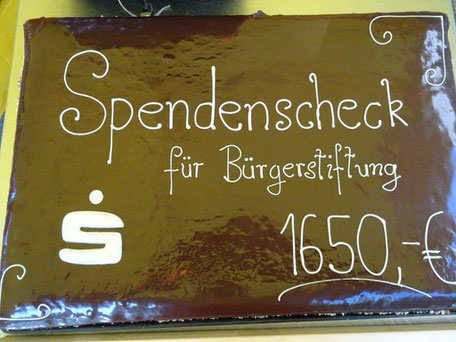 Spendenscheck
für Bürgerstiftung
1650,-€